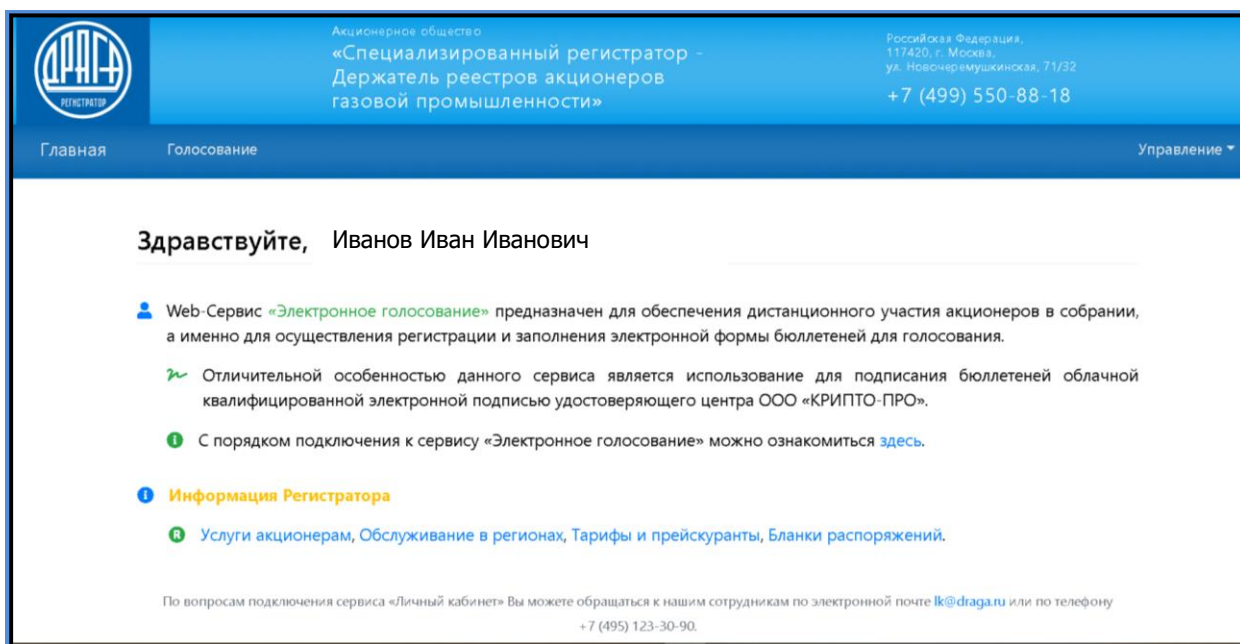 ДРАГА
РЕГИСТРАТОР
Акционерное общество
«Специализированный регистратор -
Держатель реестров акционеров
газовой промышленности»
Российская Федерация,
117420, г. Москва,
ул. Новочеремушкинская, 71/32
+7 (499) 550-88-18
Главная Голосование Управление
Здравствуйте, Иванов Иван Иванович
Web-Сервис «Электронное голосование» предназначен для обеспечения дистанционного участия акционеров в собрании,
а именно для осуществления регистрации и заполнения электронной формы бюллетеней для голосования.
Отличительной особенностью данного сервиса является использование для подписания бюллетеней облачной
квалифицированной электронной подписью удостоверяющего центра ООО «КРИПТО-ПРО».
С порядком подключения к сервису «Электронное голосование» можно ознакомиться здесь.
Информация Регистратора
Услуги акционерам, Обслуживание в регионах, Тарифы и прейскуранты, Бланки распоряжений.
По вопросам подключения сервиса «Личный кабинет» Вы можете обращаться к нашим сотрудникам по электронной почте lk@draga.ru или по телефону
+7 (495) 123-30-90.